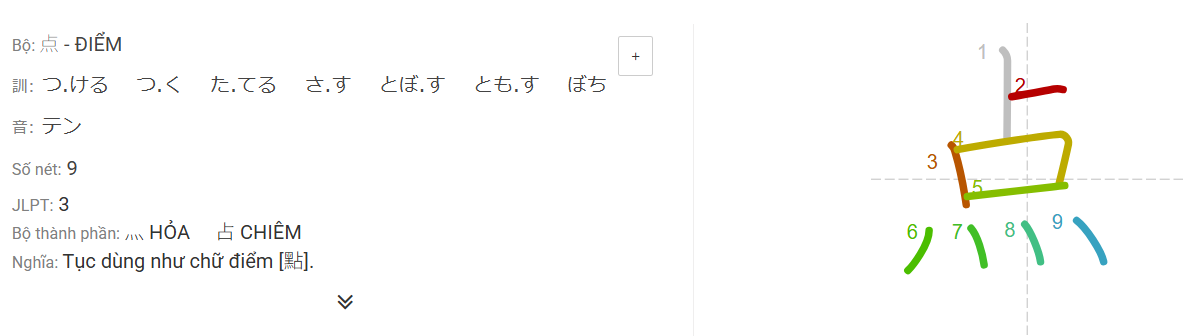 Bộ: 点 - ĐIỂM
+
訓: つ.ける つ.く た.てる さ.す とぼ.す とも.す ぼち
音: テン
Số nét: 9
JLPT: 3
Bộ thành phần: 灬 HỎA 占 CHIÊM
Nghĩa: Tục dùng như chữ điểm [點].
1
2
4
3
5
6 7 8 9